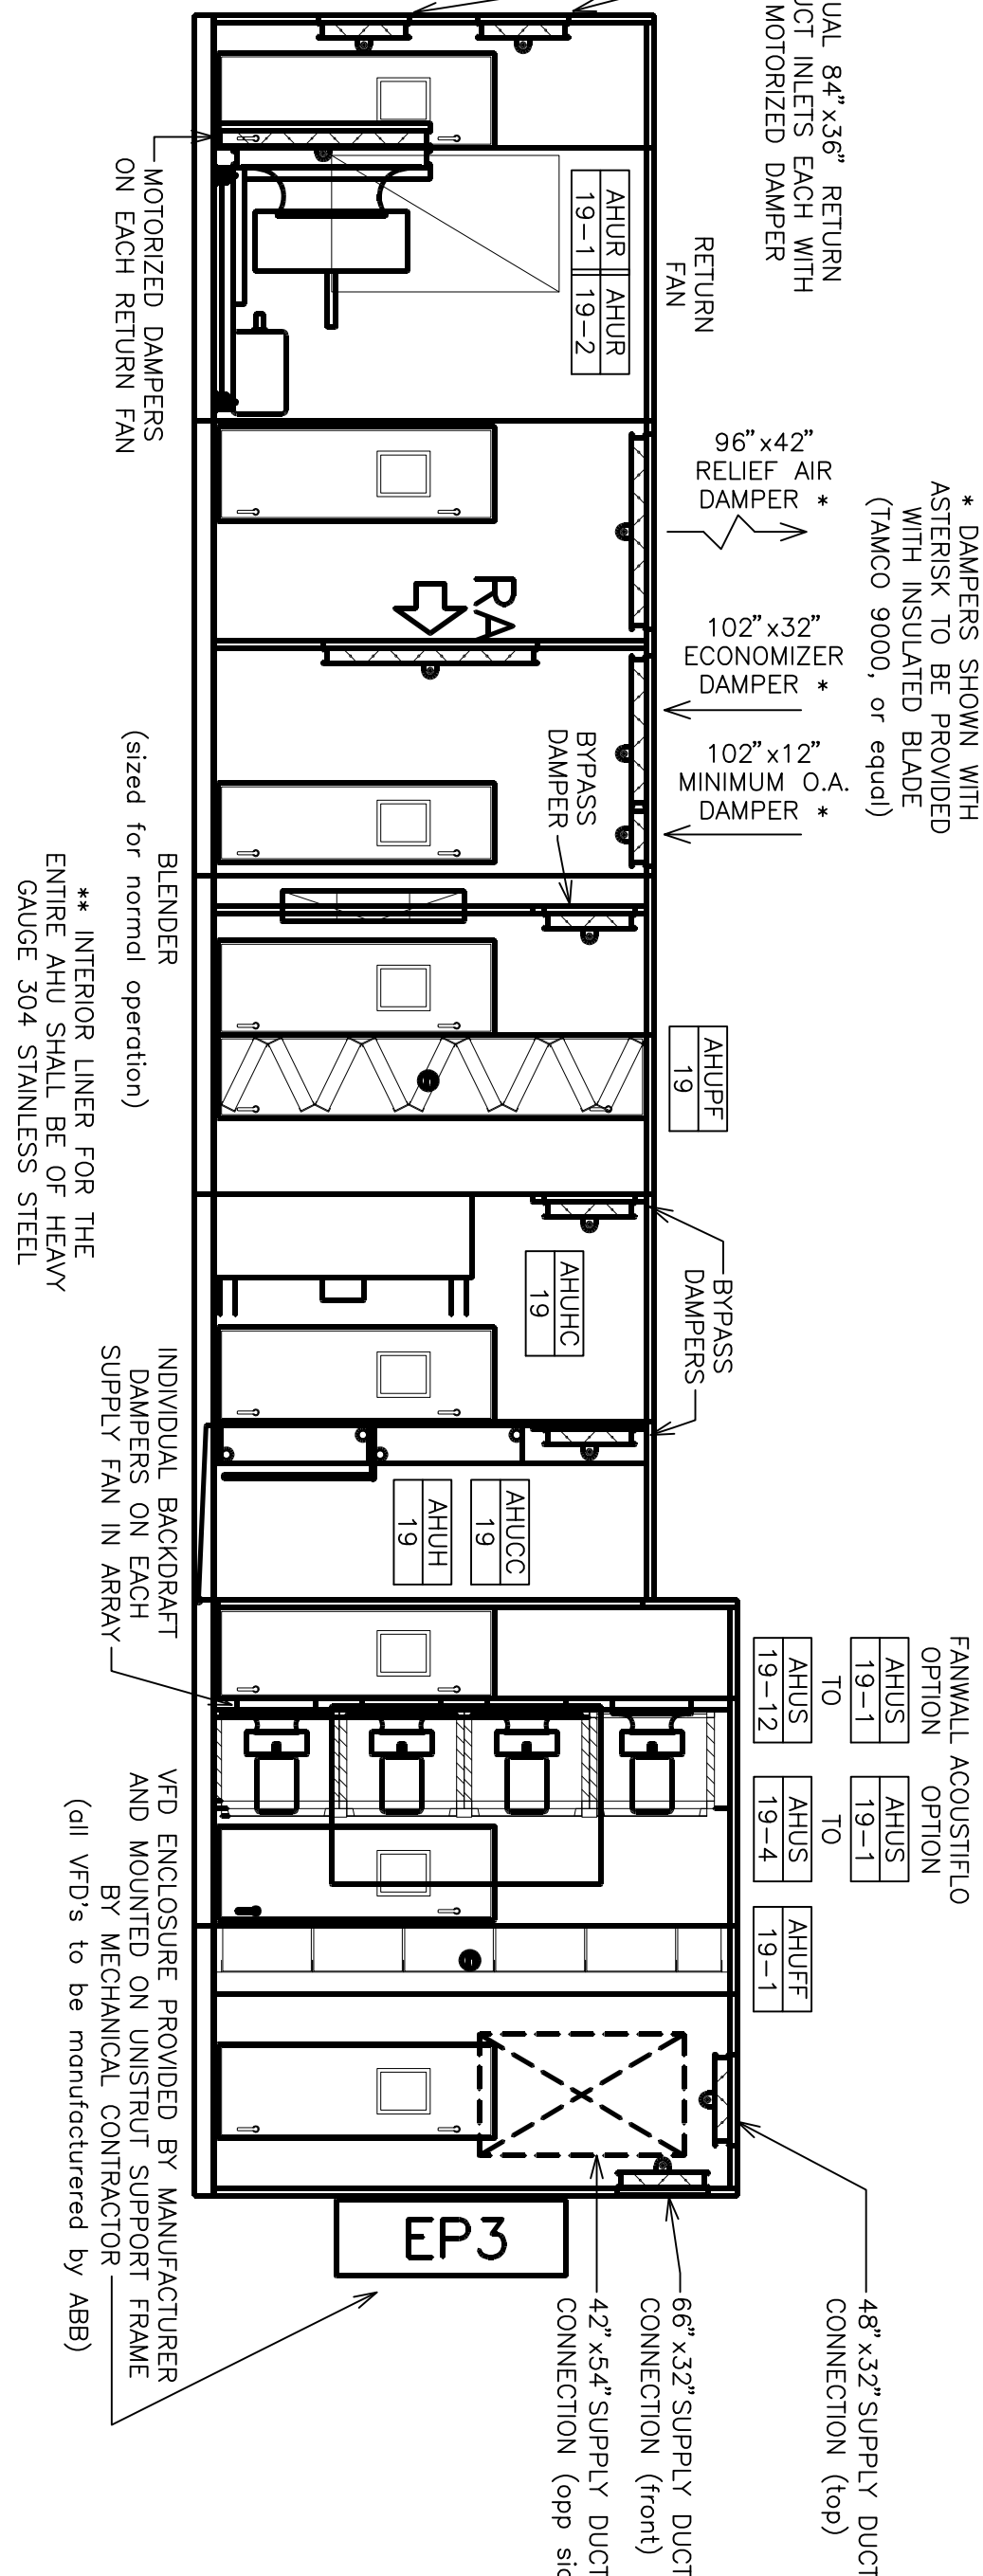 UAL 84"x36" RETURN
UCT INLETS EACH WITH
MOTORIZED DAMPER
RETURN
FAN
AHUR
19-1
AHUR
19-2
MOTORIZED DAMPERS
ON EACH RETURN FAN
* DAMPERS SHOWN WITH
ASTERISK TO BE PROVIDED
WITH INSULATED BLADE
(TAMCO 9000, or equal)
96"x42"
RELIEF AIR
DAMPER *
102"x32"
ECONOMIZER
DAMPER *
102"x12"
MINIMUM O.A.
DAMPER *
RA
BYPASS
DAMPER
BLENDER
(sized for normal operation)
** INTERIOR LINER FOR THE
ENTIRE AHU SHALL BE OF HEAVY
GAUGE 304 STAINLESS STEEL
AHUPF
19
BYPASS
DAMPERS
AHUHC
19
AHUCC
19
AHUH
19
INDIVIDUAL BACKDRAFT
DAMPERS ON EACH
SUPPLY FAN IN ARRAY
FANWALL ACOUSTIFLO
OPTION OPTION
AHUS
19-1
TO
AHUS
19-12
AHUS
19-1
TO
AHUS
19-4
AHUFF
19-1
VFD ENCLOSURE PROVIDED BY MANUFACTURER
AND MOUNTED ON UNISTRUT SUPPORT FRAME
BY MECHANICAL CONTRACTOR
(all VFD's to be manufacturered by ABB)
EP3
48"x32"SUPPLY DUCT
CONNECTION (top)
66"x32"SUPPLY DUCT
CONNECTION (front)
42"x54"SUPPLY DUCT
CONNECTION (opp sid